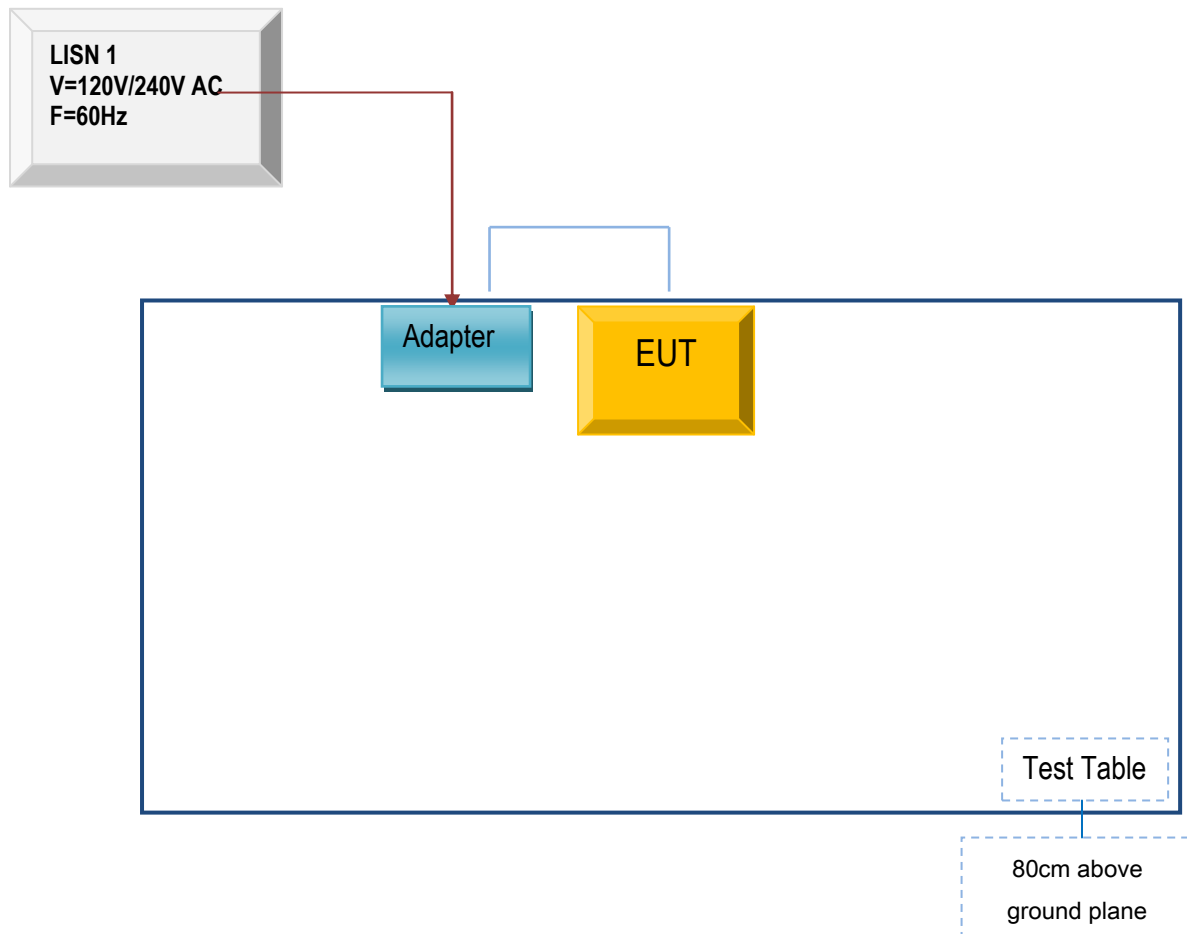 LISN 1
V=120V/240V AC
F=60Hz
Adapter
EUT
Test Table
80cm above
ground plane